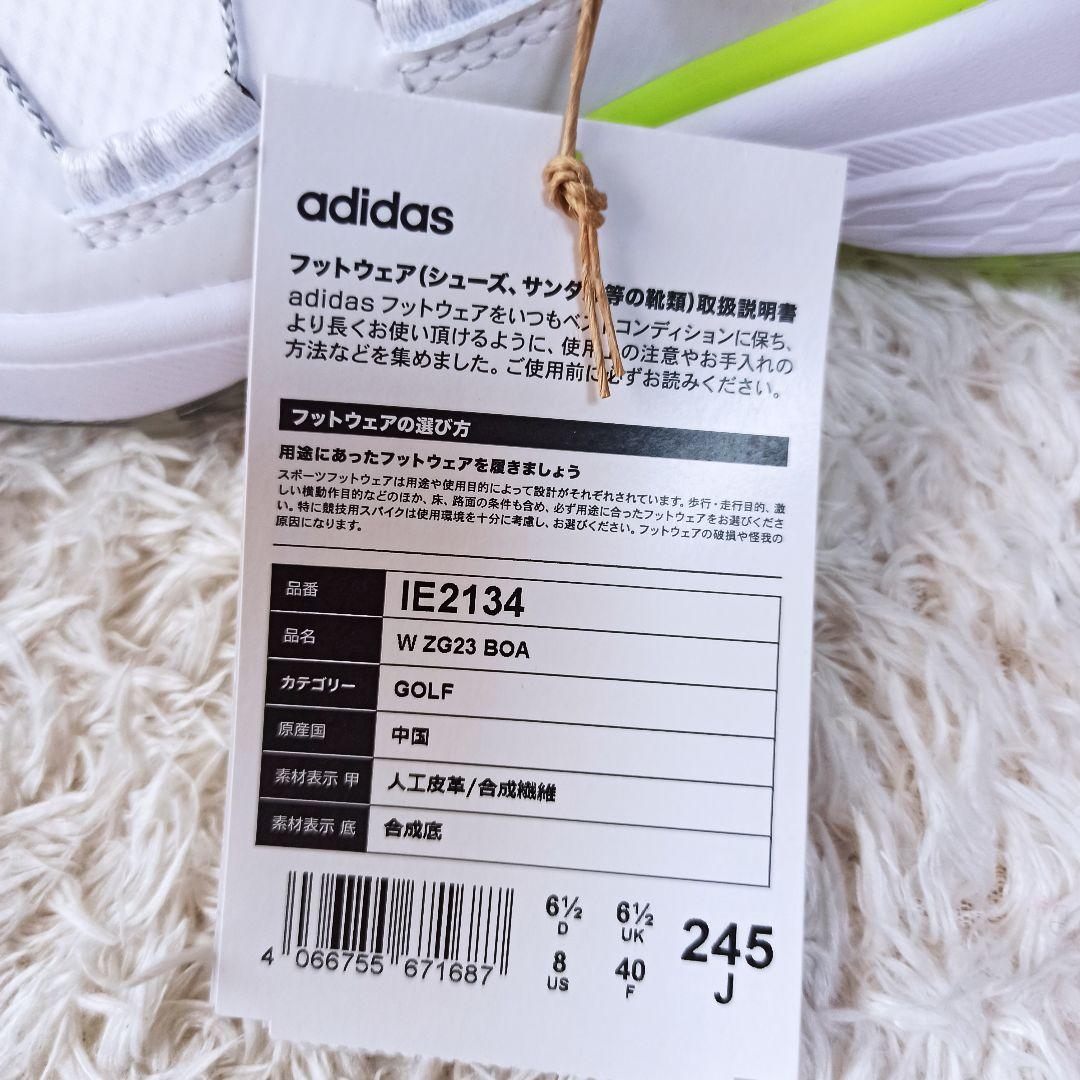 adidas
フットウェア(シューズ、サンダ 等の靴類)取扱説明書
adidas フットウェアをいつもベストコンディションに保ち、
より長くお使い頂けるように、使用上の注意やお手入れの
方法などを集めました。ご使用前に必ずお読みください。
フットウェアの選び方
用途にあったフットウェアを履きましょう
スポーツフットウェアは用途や使用目的によって設計がそれぞれされています。歩行・走行目的、激
しい横動作目的などのほか、床、路面の条件も含め、必ず用途に合ったフットウェアをお選びくださ
い。特に競技用スパイクは使用環境を十分に考慮し、お選びください。フットウェアの破損や怪我の
原因になります。
品番 IE2134
品名 W ZG23 BOA
カテゴリー GOLF
原産国 中国
素材表示 甲 人工皮革/合成繊維
素材表示 底 合成底
6½ 6½ 245
D UK J
8 40
US F
4 066755 671687